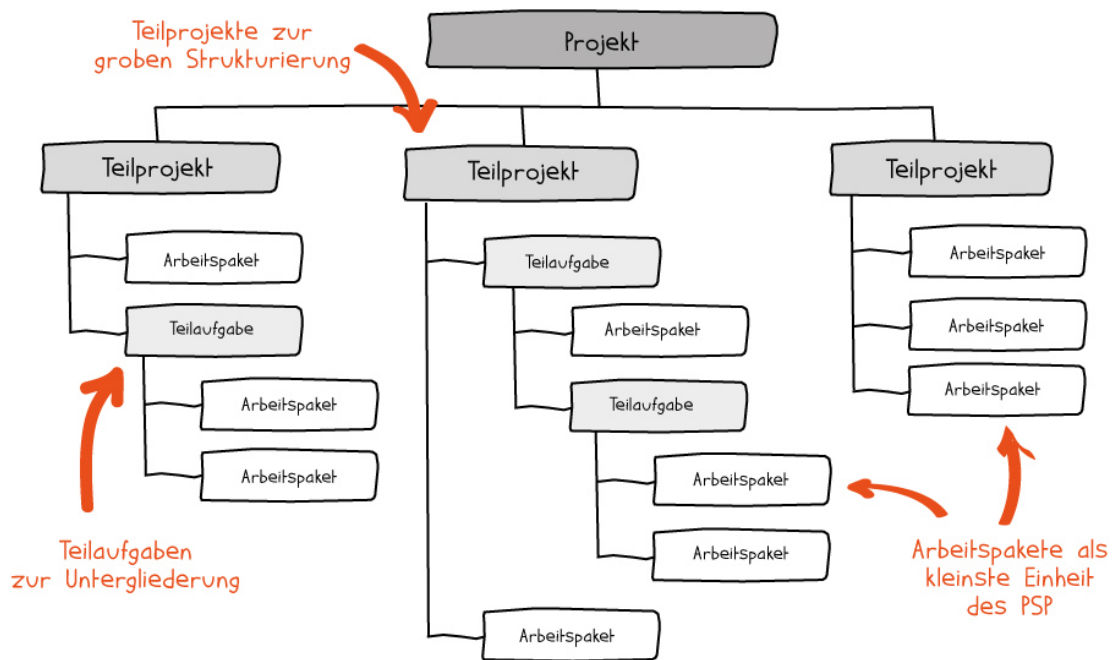 Teilprojekte zur
groben Strukturierung
Projekt
Teilprojekt
Teilprojekt
Teilprojekt
Arbeitspaket
Teilaufgabe
Arbeitspaket
Arbeitspaket
Teilaufgabe
Arbeitspaket
Teilaufgabe
Arbeitspaket
Arbeitspaket
Arbeitspaket
Arbeitspaket
Arbeitspaket
Arbeitspaket
Teilaufgaben
zur Untergliederung
Arbeitspakete als
kleinste Einheit
des PSP